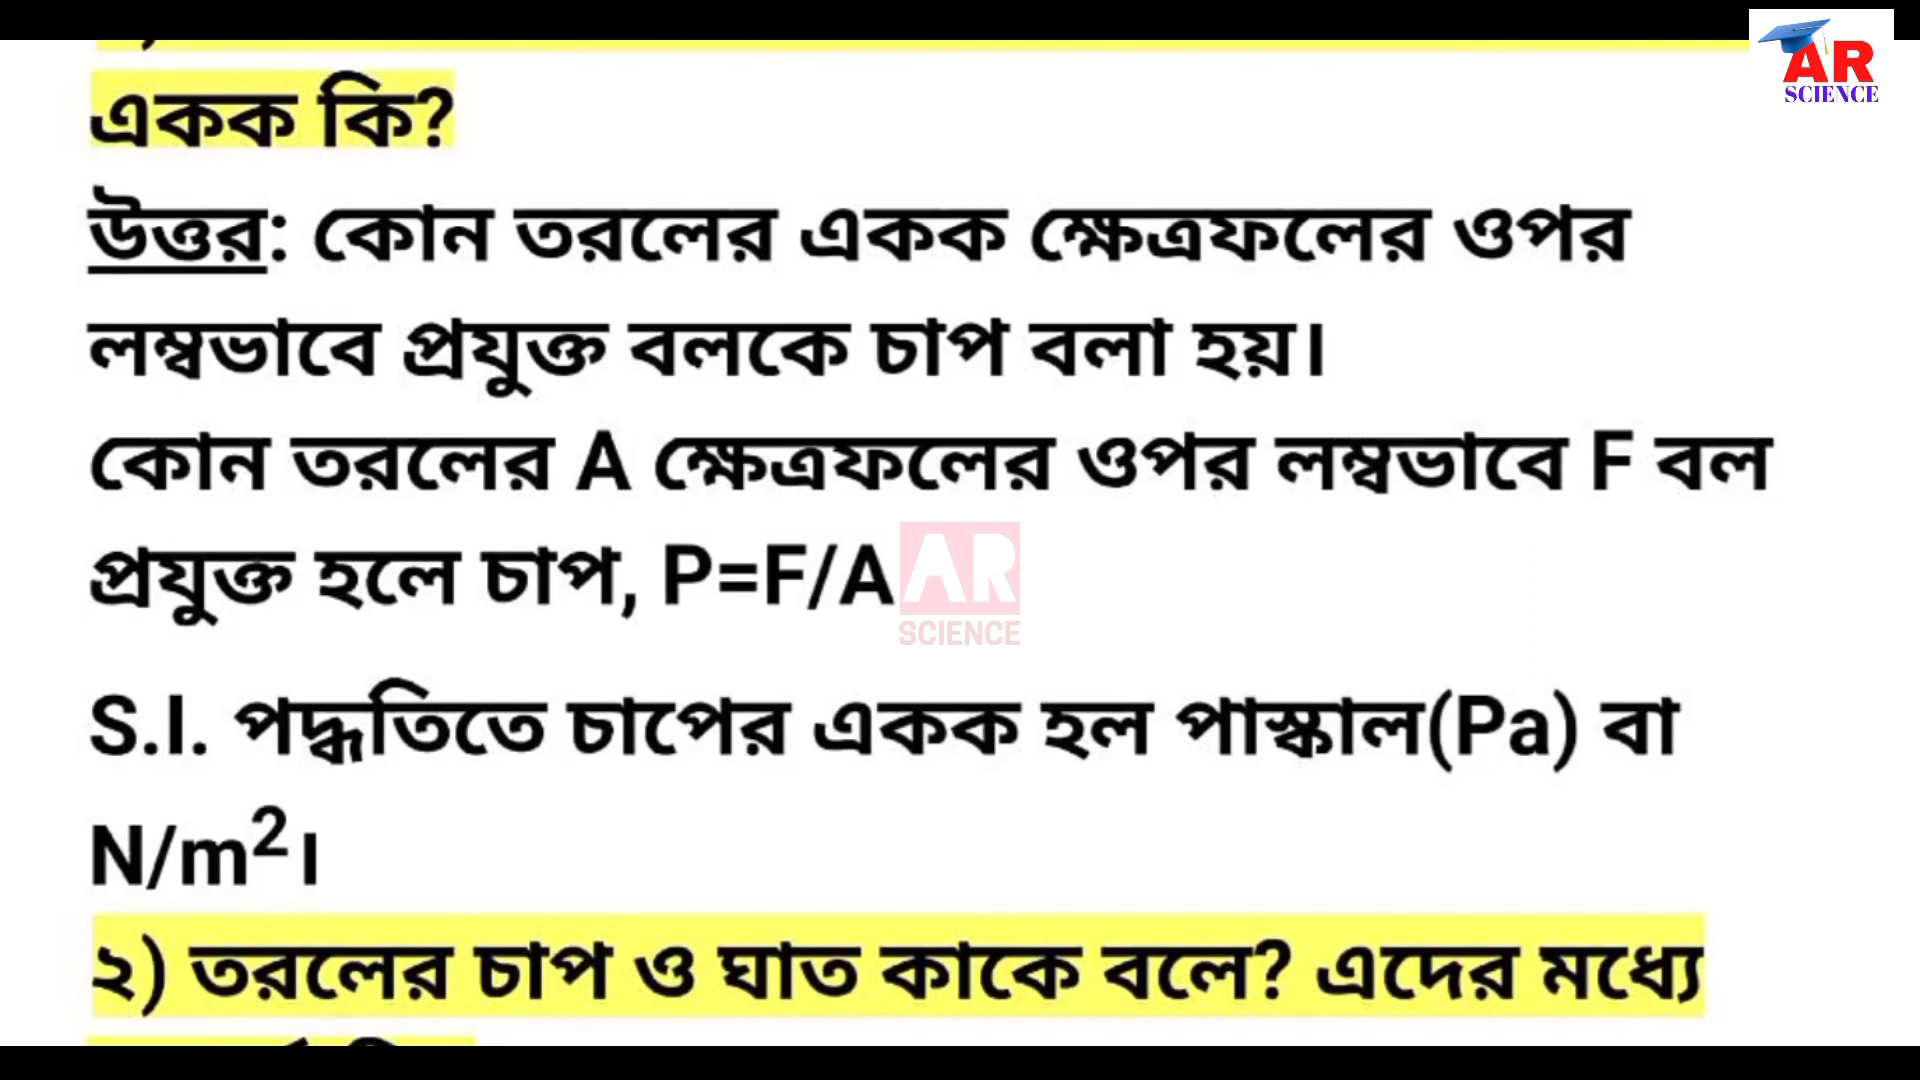 AR
SCIENCE
একক কি?
উত্তর: কোন তরলের একক ক্ষেত্রফলের ওপর
লম্বভাবে প্রযুক্ত বলকে চাপ বলা হয়।
কোন তরলের A ক্ষেত্রফলের ওপর লম্বভাবে F বল
প্রযুক্ত হলে চাপ, P=F/A
AR
SCIENCE
S.I. পদ্ধতিতে চাপের একক হল পাস্কাল(Pa) বা
N/m²।
২) তরলের চাপ ও ঘাত কাকে বলে? এদের মধ্যে